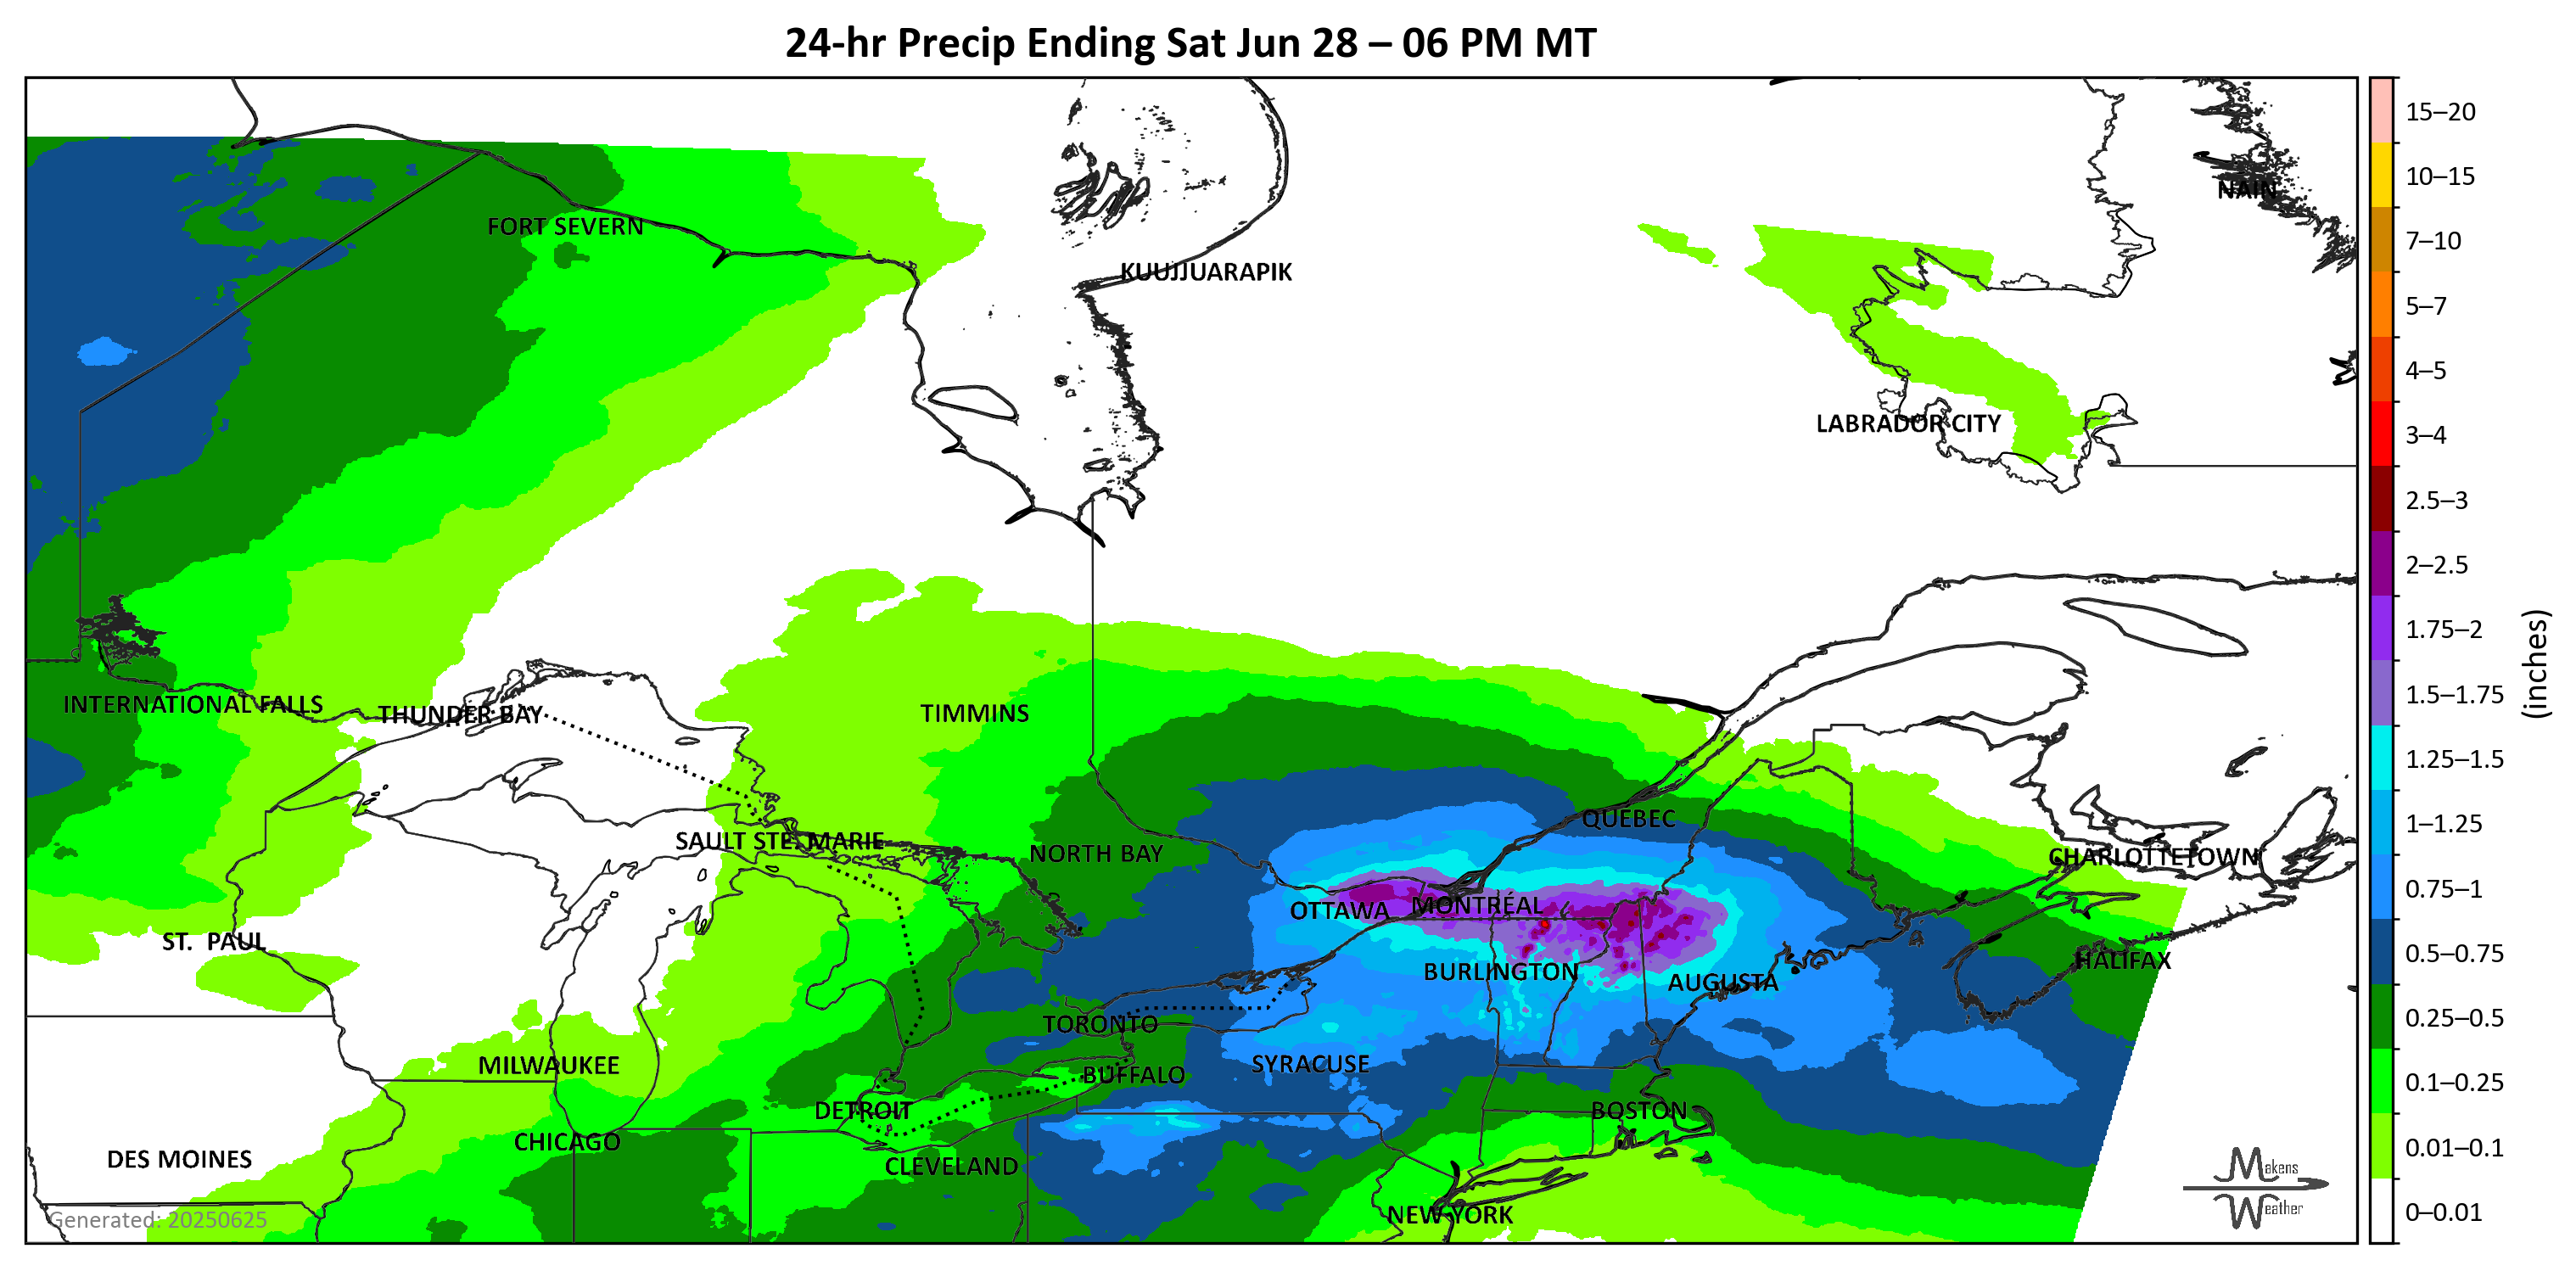 24-hr Precip Ending Sat Jun 28 – 06 PM MT
NAIN
FORT SEVERN
KUUJJUARAPIK
LABRADOR CITY
INTERNATIONAL FALLS
THUNDER BAY
TIMMINS
QUEBEC
SAULT STE. MARIE
NORTH BAY
CHARLOTTETOWN
OTTAWA
MONTRÉAL
ST. PAUL
HALIFAX
BURLINGTON
AUGUSTA
TORONTO
MILWAUKEE
SYRACUSE
BUFFALO
DETROIT
BOSTON
CHICAGO
DES MOINES
CLEVELAND
NEW YORK
Generated: 20250625
Makens
Weather
15–20
10–15
7–10
5–7
4–5
3–4
2.5–3
2–2.5
1.75–2
1.5–1.75
1.25–1.5
1–1.25
0.75–1
0.5–0.75
0.25–0.5
0.1–0.25
0.01–0.1
0–0.01
(inches)